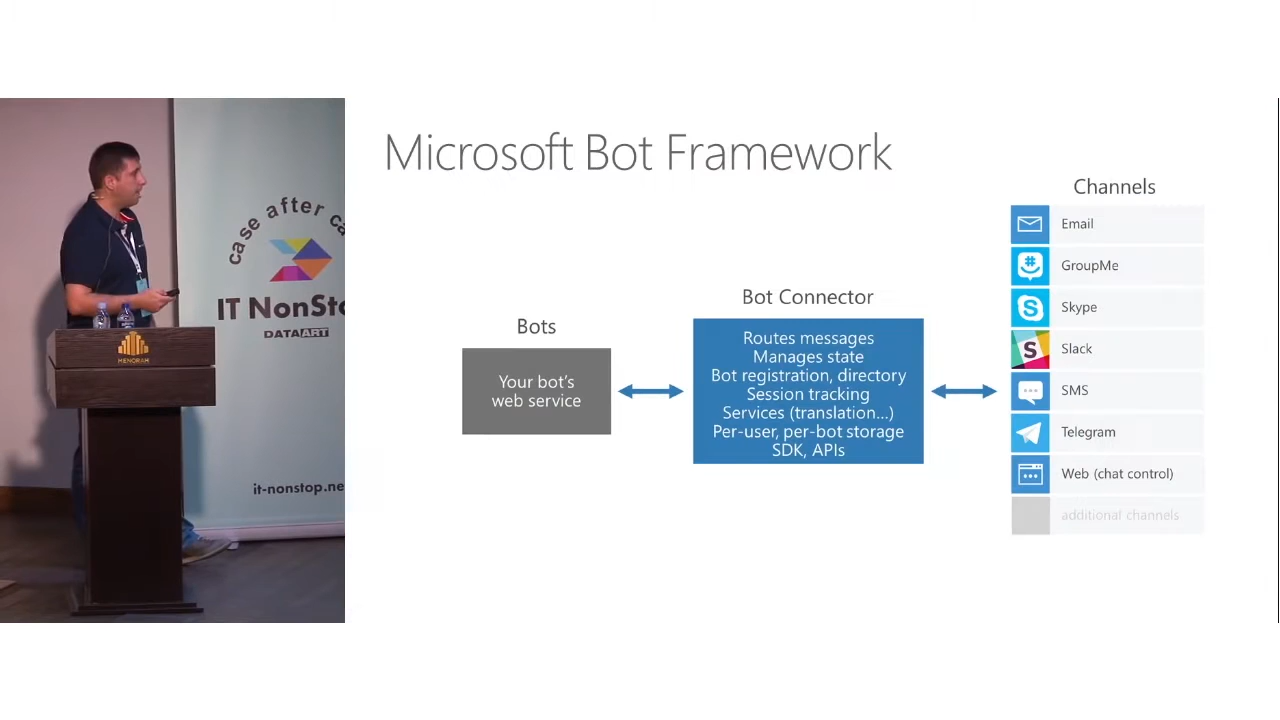 case after ca
IT NonSto
DATAART
it-nonstop.ne
MENORAH
Microsoft Bot Framework
Bots
Your bot's
web service
Bot Connector
Routes messages
Manages state
Bot registration, directory
Session tracking
Services (translation...)
Per-user, per-bot storage
SDK, APIs
Channels
Email
GroupMe
Skype
Slack
SMS
Telegram
Web (chat control)
additional channels